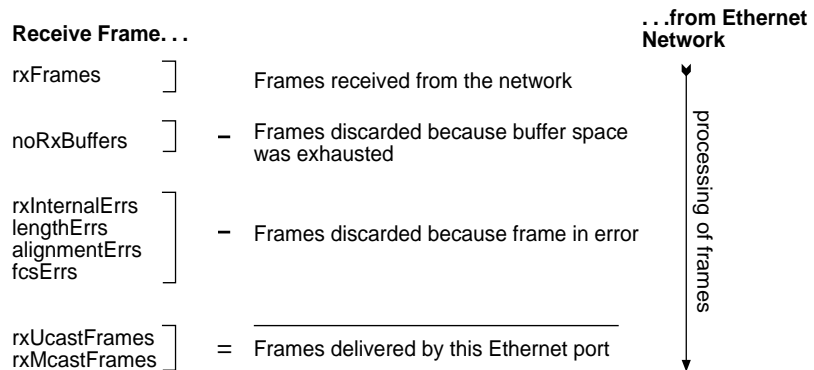 Receive Frame. . .
. . .from Ethernet
Network
rxFrames
Frames received from the network
noRxBuffers
– Frames discarded because buffer space
was exhausted
rxInternalErrs
lengthErrs
alignmentErrs
fcsErrs
– Frames discarded because frame in error
rxUcastFrames
rxMcastFrames
= Frames delivered by this Ethernet port
processing of frames